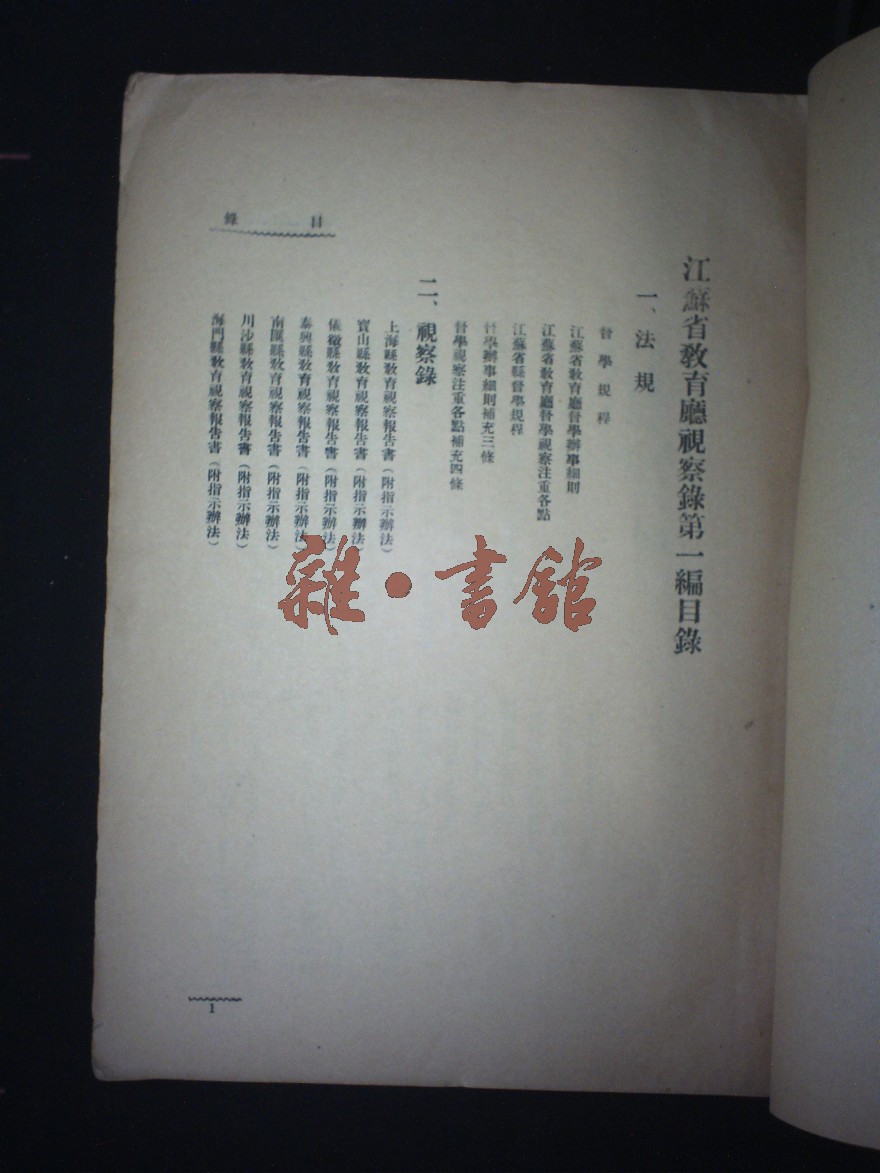 江蘇省教育廳視察錄第一編目錄
一、法規
督學規程
江蘇省教育廳督學辦事細則
江蘇省教育廳督學視察注重各點
江蘇省縣督學規程
督學辦事細則補充三條
督學視察注重各點補充四條
二、視察錄
上海縣教育視察報告書（附指示辦法）
寶山縣教育視察報告書（附指示辦法）
儀徵縣教育視察報告書（附指示辦法）
泰興縣教育視察報告書（附指示辦法）
南匯縣教育視察報告書（附指示辦法）
川沙縣教育視察報告書（附指示辦法）
海門縣教育視察報告書（附指示辦法）
目錄
1
雜·書館